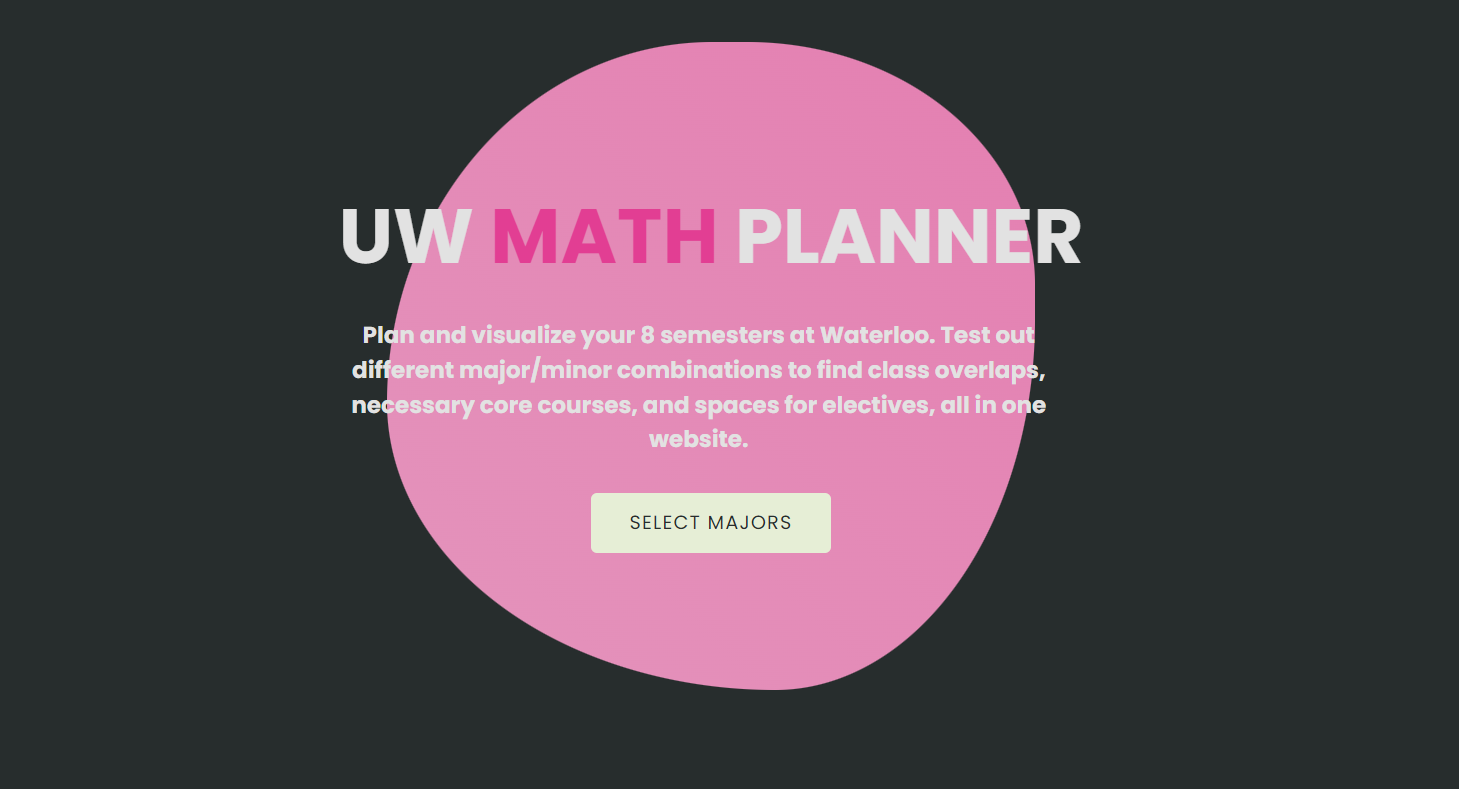 UW MATH PLANNER
Plan and visualize your 8 semesters at Waterloo. Test out
different major/minor combinations to find class overlaps,
necessary core courses, and spaces for electives, all in one
website.
SELECT MAJORS